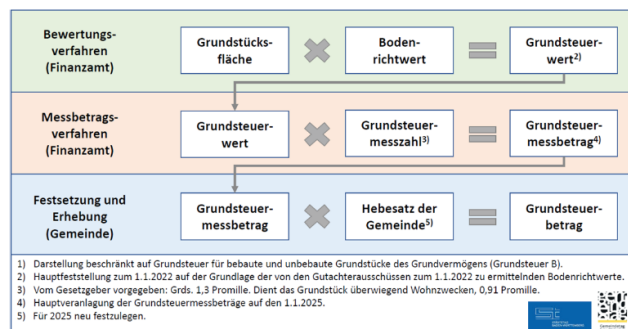 Bewertungs-
verfahren
(Finanzamt)
Grundstücks-
fläche
Boden-
richtwert
Grundsteuer-
wert2)
Messbetrags-
verfahren
(Finanzamt)
Grundsteuer-
wert
Grundsteuer-
messzahl3)
Grundsteuer-
messbetrag4)
Festsetzung und
Erhebung
(Gemeinde)
Grundsteuer-
messbetrag
Hebesatz der
Gemeinde5)
Grundsteuer-
betrag
1) Darstellung beschränkt auf Grundsteuer für bebaute und unbebaute Grundstücke des Grundvermögens (Grundsteuer B).
2) Hauptfeststellung zum 1.1.2022 auf der Grundlage der von den Gutachterausschüssen zum 1.1.2022 zu ermittelnden Bodenrichtwerte.
3) Vom Gesetzgeber vorgegeben: Grds. 1,3 Promille. Dient das Grundstück überwiegend Wohnzwecken, 0,91 Promille.
4) Hauptveranlagung der Grundsteuermessbeträge auf den 1.1.2025.
5) Für 2025 neu festzulegen.